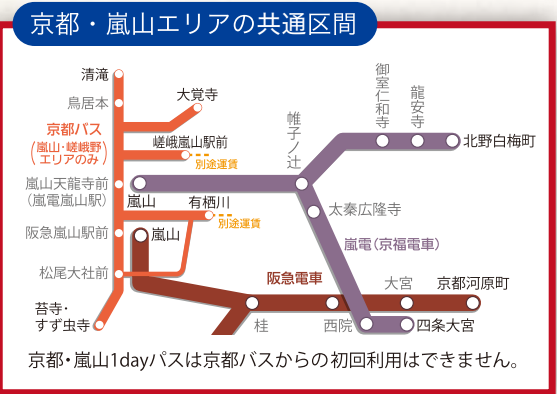 京都・嵐山エリアの共通区間
清滝
鳥居本
大覚寺
京都バス
(嵐山・嵯峨野
エリアのみ)
嵯峨嵐山駅前
別途運賃
嵐山天龍寺前
(嵐電嵐山駅)
嵐山
有栖川
別途運賃
阪急嵐山駅前
嵐山
松尾大社前
苔寺・
すず虫寺
帷子ノ辻
御室仁和寺
龍安寺
北野白梅町
太秦広隆寺
嵐電(京福電車)
阪急電車
大宮
京都河原町
桂
西院
四条大宮
京都・嵐山1dayパスは京都バスからの初回利用はできません。